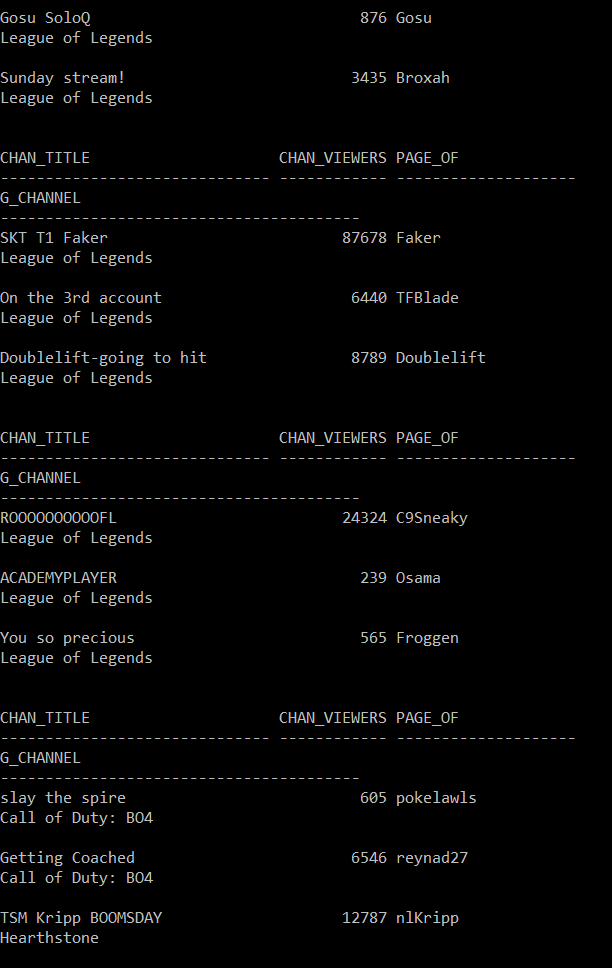 Gosu SoloQ                                   876 Gosu
League of Legends

Sunday stream!                              3435 Broxah
League of Legends


CHAN_TITLE                     CHAN_VIEWERS PAGE_OF
------------------------------ ------------ --------------------
G_CHANNEL
----------------------------------------
SKT T1 Faker                               87678 Faker
League of Legends

On the 3rd account                          6440 TFBlade
League of Legends

Doublelift-going to hit                     8789 Doublelift
League of Legends


CHAN_TITLE                     CHAN_VIEWERS PAGE_OF
------------------------------ ------------ --------------------
G_CHANNEL
----------------------------------------
ROOOOOOOOOOFL                              24324 C9Sneaky
League of Legends

ACADEMYPLAYER                                239 Osama
League of Legends

You so precious                              565 Froggen
League of Legends


CHAN_TITLE                     CHAN_VIEWERS PAGE_OF
------------------------------ ------------ --------------------
G_CHANNEL
----------------------------------------
slay the spire                               605 pokelawls
Call of Duty: BO4

Getting Coached                             6546 reynad27
Call of Duty: BO4

TSM Kripp BOOMSDAY                         12787 nlKripp
Hearthstone